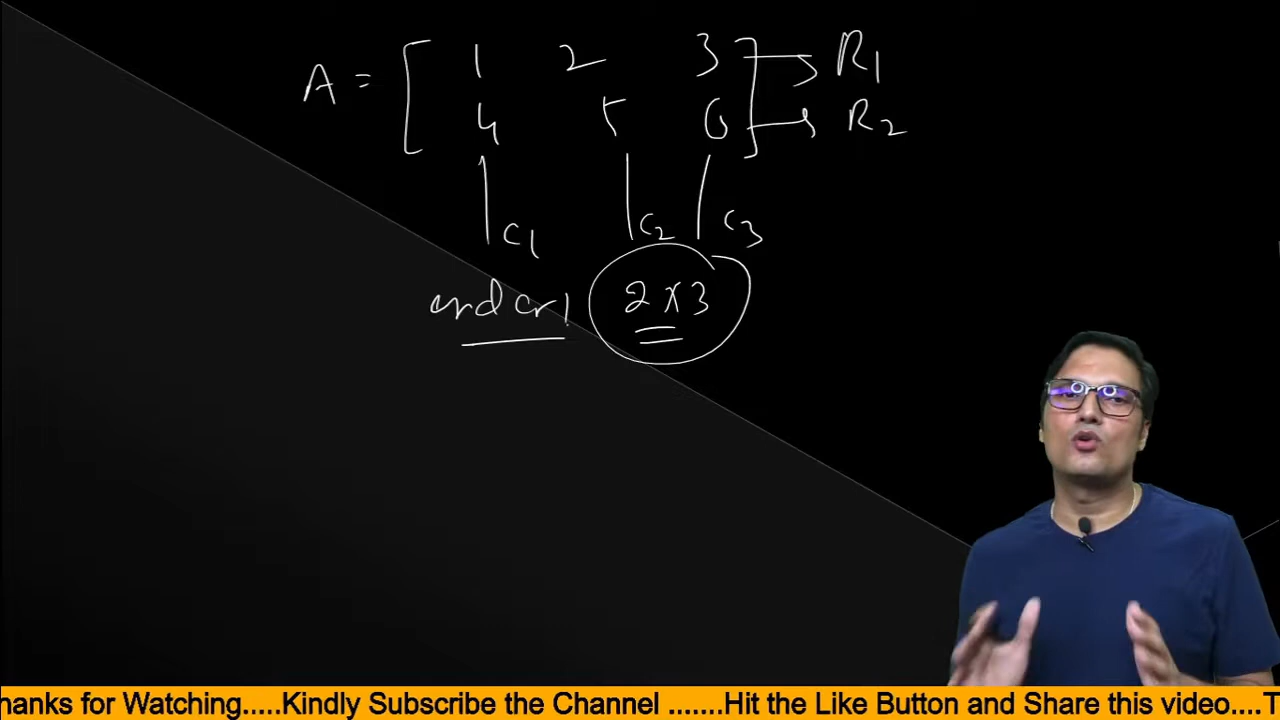 A = [ 1 2 3 ] → R1
4 5 6 → R2
C1 C2 C3
order 2 x 3
hanks for Watching.....Kindly Subscribe the Channel .......Hit the Like Button and Share this video....T